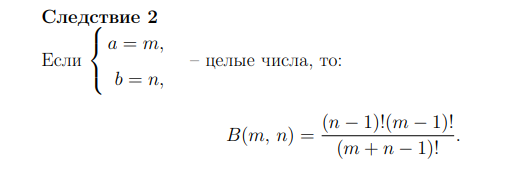 Следствие 2
Если { a = m, b = n, – целые числа, то:
B(m, n) = (n − 1)!(m − 1)! / (m + n − 1)!.